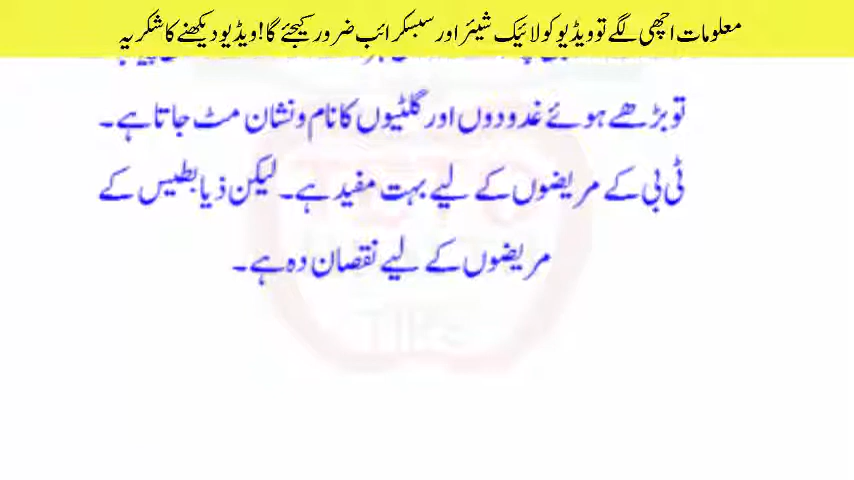 معلومات اچھی لگے تو ویڈیو کو لائیک شیئر اور سبسکرائب ضرور کیجئے گا! ویڈیو دیکھنے کا شکریہ
تو بڑھے ہوئے غدودوں اور گلٹیوں کا نام و نشان مٹ جاتا ہے۔
ٹی بی کے مریضوں کے لیے بہت مفید ہے۔ لیکن ذیابطیس کے
مریضوں کے لیے نقصان دہ ہے۔